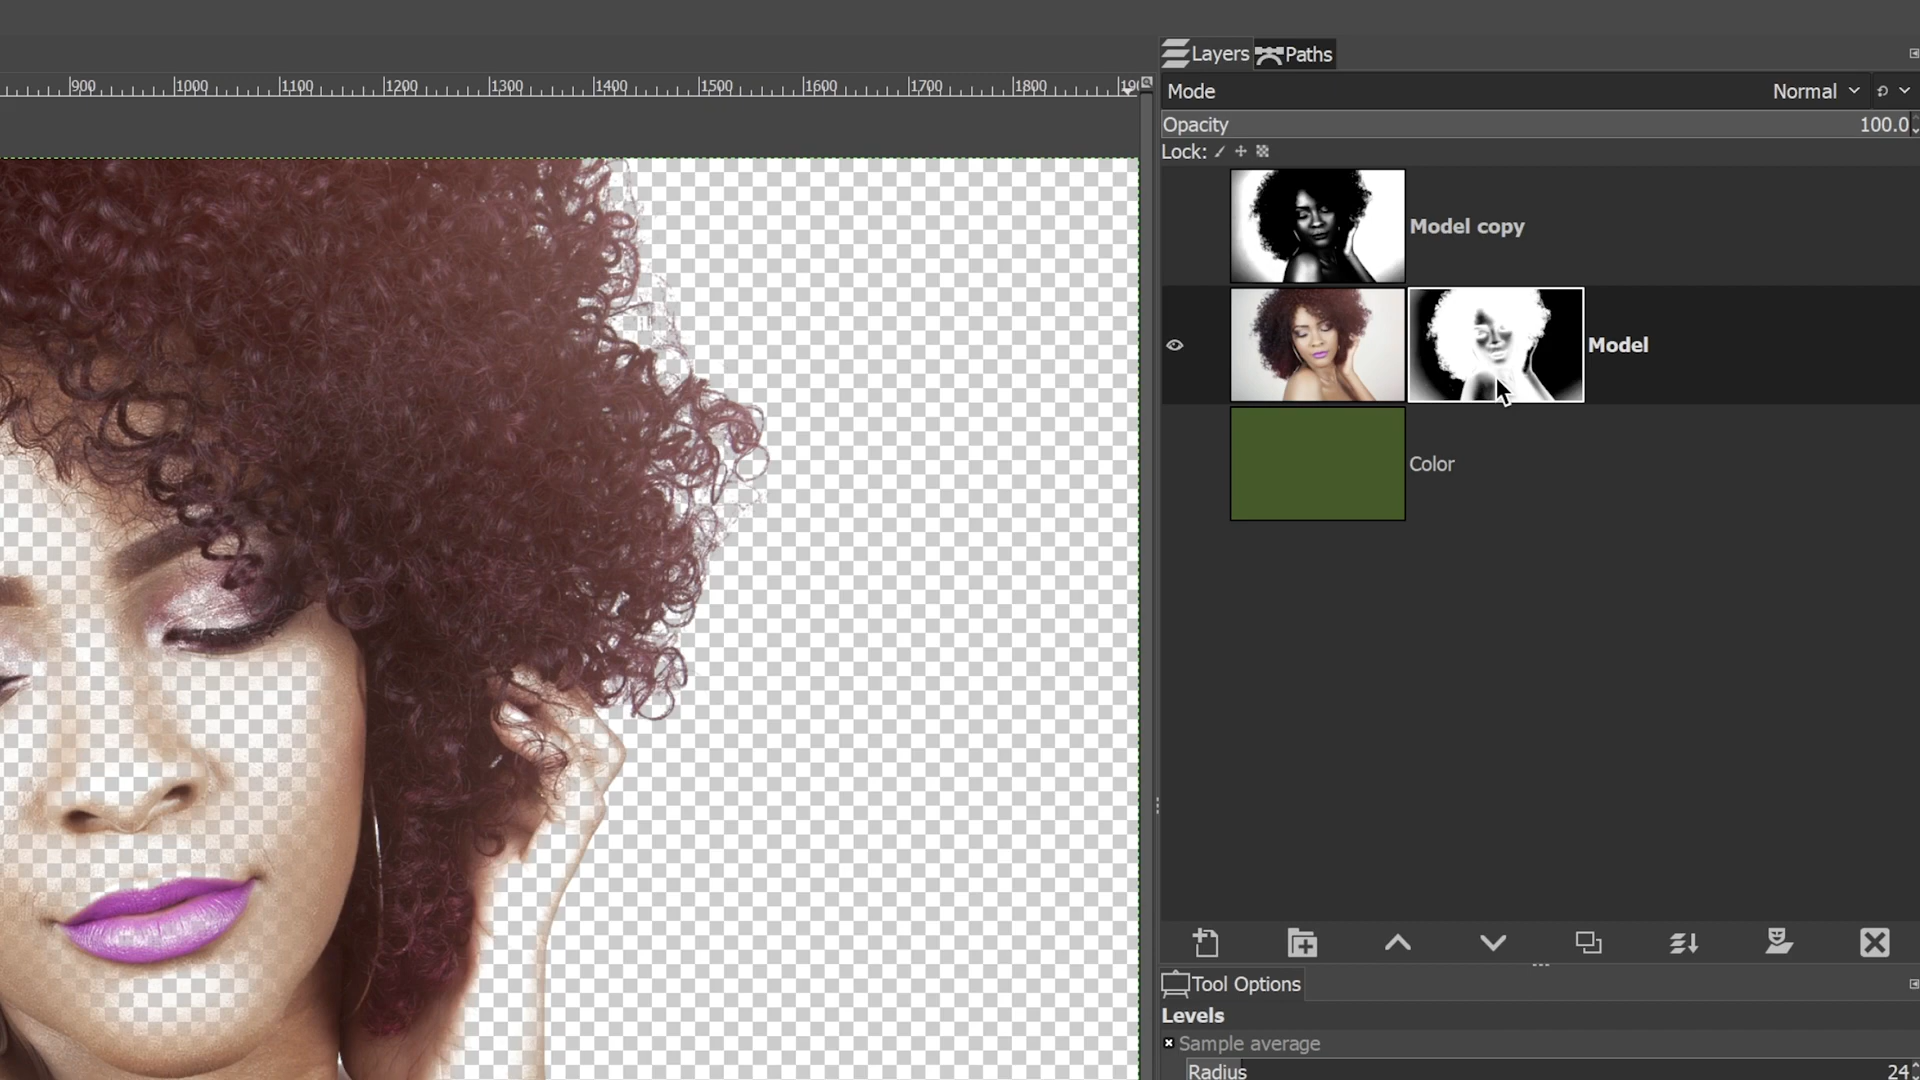 Layers Paths
900 1000 1100 1200 1300 1400 1500 1600 1700 1800
Mode Normal
Opacity 100.0
Lock:
Model copy
Model
Color
Tool Options
Levels
Sample average
Radius 24